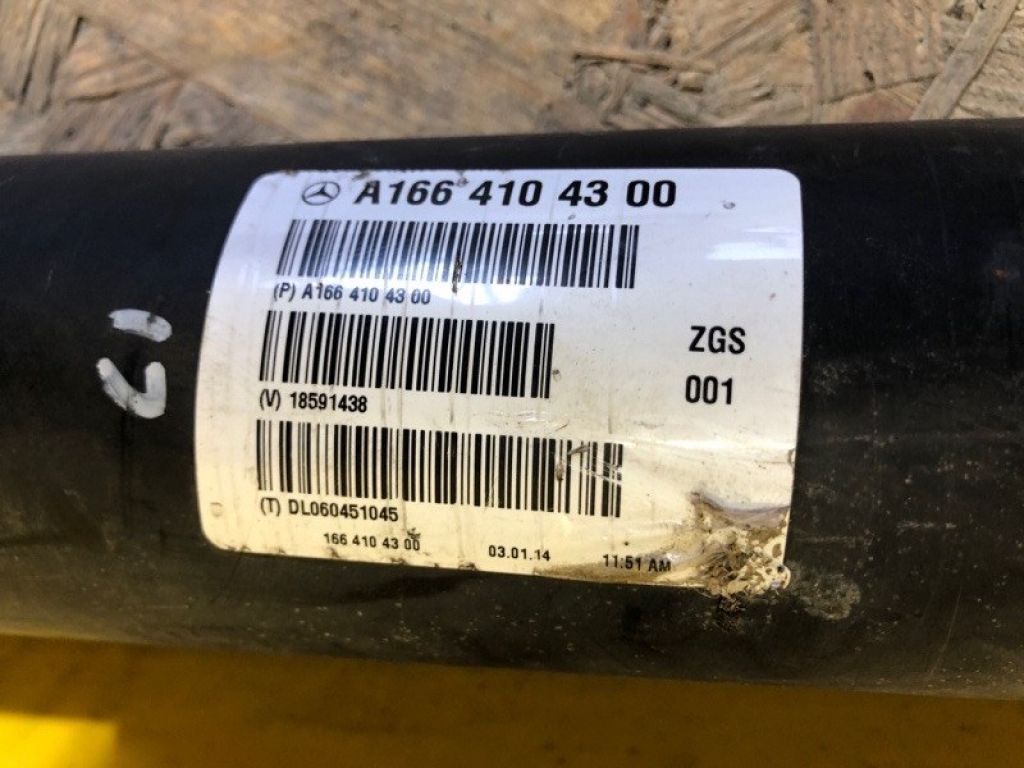 A166 410 43 00
(P) A166 410 43 00
ZGS
001
(V) 18591438
(T) DL060451045
166 410 43 00 03.01.14 11:51 AM